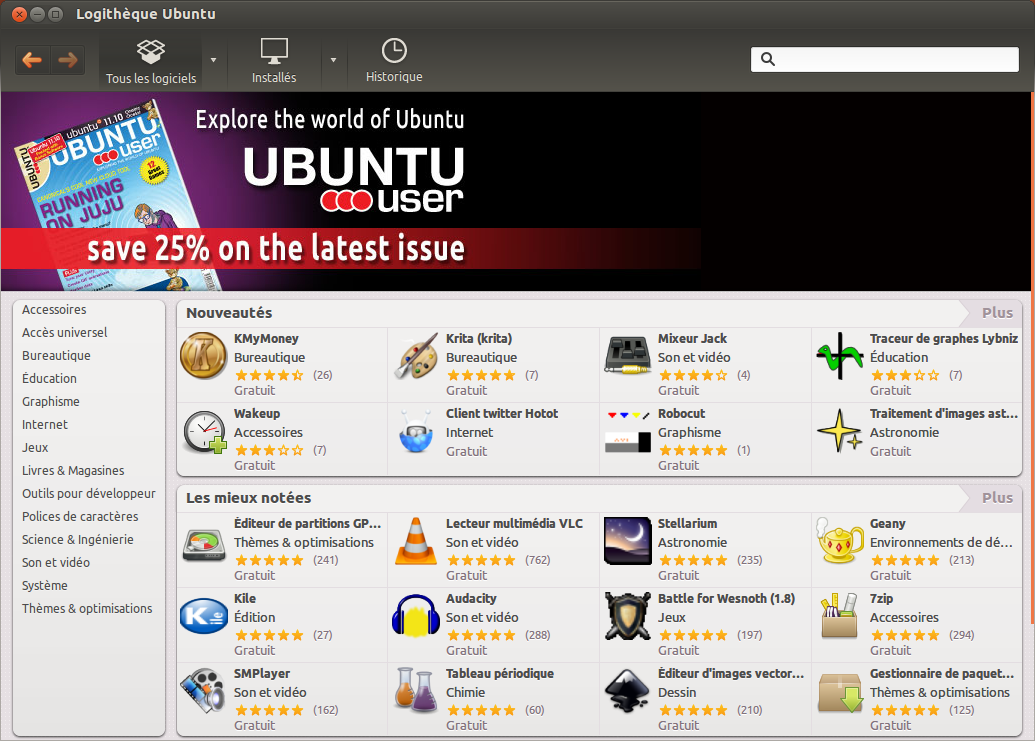 Logithèque Ubuntu
Tous les logiciels
Installés
Historique
Explore the world of Ubuntu
UBUNTU
user
save 25% on the latest issue
ubuntu 11.10
UBUNTU
user
RUNNING
ON JUJU
Accessoires
Accès universel
Bureautique
Éducation
Graphisme
Internet
Jeux
Livres & Magasines
Outils pour développeur
Polices de caractères
Science & Ingénierie
Son et vidéo
Système
Thèmes & optimisations
Nouveautés
Plus
KMyMoney
Bureautique
(26)
Gratuit
Krita (krita)
Bureautique
(7)
Gratuit
Mixeur Jack
Son et vidéo
(4)
Gratuit
Traceur de graphes Lybniz
Éducation
(7)
Gratuit
Wakeup
Accessoires
(7)
Gratuit
Client twitter Hotot
Internet
Gratuit
Robocut
Graphisme
(1)
Gratuit
Traitement d'images ast...
Astronomie
Gratuit
Les mieux notées
Plus
Éditeur de partitions GP...
Thèmes & optimisations
(241)
Gratuit
Lecteur multimédia VLC
Son et vidéo
(762)
Gratuit
Stellarium
Astronomie
(235)
Gratuit
Geany
Environnements de dé...
(213)
Gratuit
Kile
Édition
(27)
Gratuit
Audacity
Son et vidéo
(288)
Gratuit
Battle for Wesnoth (1.8)
Jeux
(197)
Gratuit
7zip
Accessoires
(294)
Gratuit
SMPlayer
Son et vidéo
(162)
Gratuit
Tableau périodique
Chimie
(60)
Gratuit
Éditeur d'images vector...
Dessin
(210)
Gratuit
Gestionnaire de paquet...
Thèmes & optimisations
(125)
Gratuit